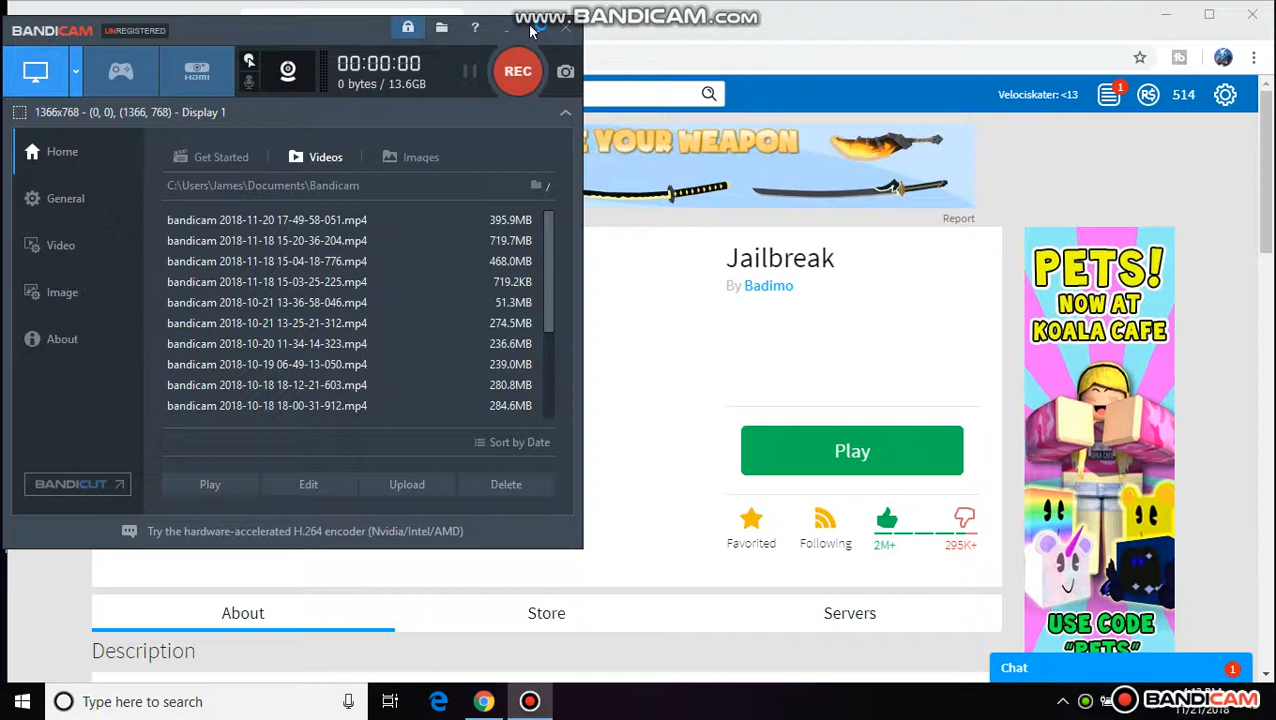 www.BANDICAM.com
BANDICAM UNREGISTERED
?
HDMI
00:00:00
0 bytes / 13.6GB
REC
1366x768 - (0, 0), (1366, 768) - Display 1
Home
General
Video
Image
About
Get Started
Videos
Images
C:\Users\James\Documents\Bandicam
/
bandicam 2018-11-20 17-49-58-051.mp4 395.9MB
bandicam 2018-11-18 15-20-36-204.mp4 719.7MB
bandicam 2018-11-18 15-04-18-776.mp4 468.0MB
bandicam 2018-11-18 15-03-25-225.mp4 719.2KB
bandicam 2018-10-21 13-36-58-046.mp4 51.3MB
bandicam 2018-10-21 13-25-21-312.mp4 274.5MB
bandicam 2018-10-20 11-34-14-323.mp4 236.6MB
bandicam 2018-10-19 06-49-13-050.mp4 239.0MB
bandicam 2018-10-18 18-12-21-603.mp4 280.8MB
bandicam 2018-10-18 18-00-31-912.mp4 284.6MB
Sort by Date
BANDICUT
Play
Edit
Upload
Delete
Try the hardware-accelerated H.264 encoder (Nvidia/Intel/AMD)
Velociskater: <13
1
R$
514
YOUR WEAPON
Report
Jailbreak
By Badimo
Play
Favorited
Following
2M+
295K+
PETS!
NOW AT
KOALA CAFE
USE CODE
"PETS"
About
Store
Servers
Description
Chat
1
Type here to search
BANDICAM
11/21/2018